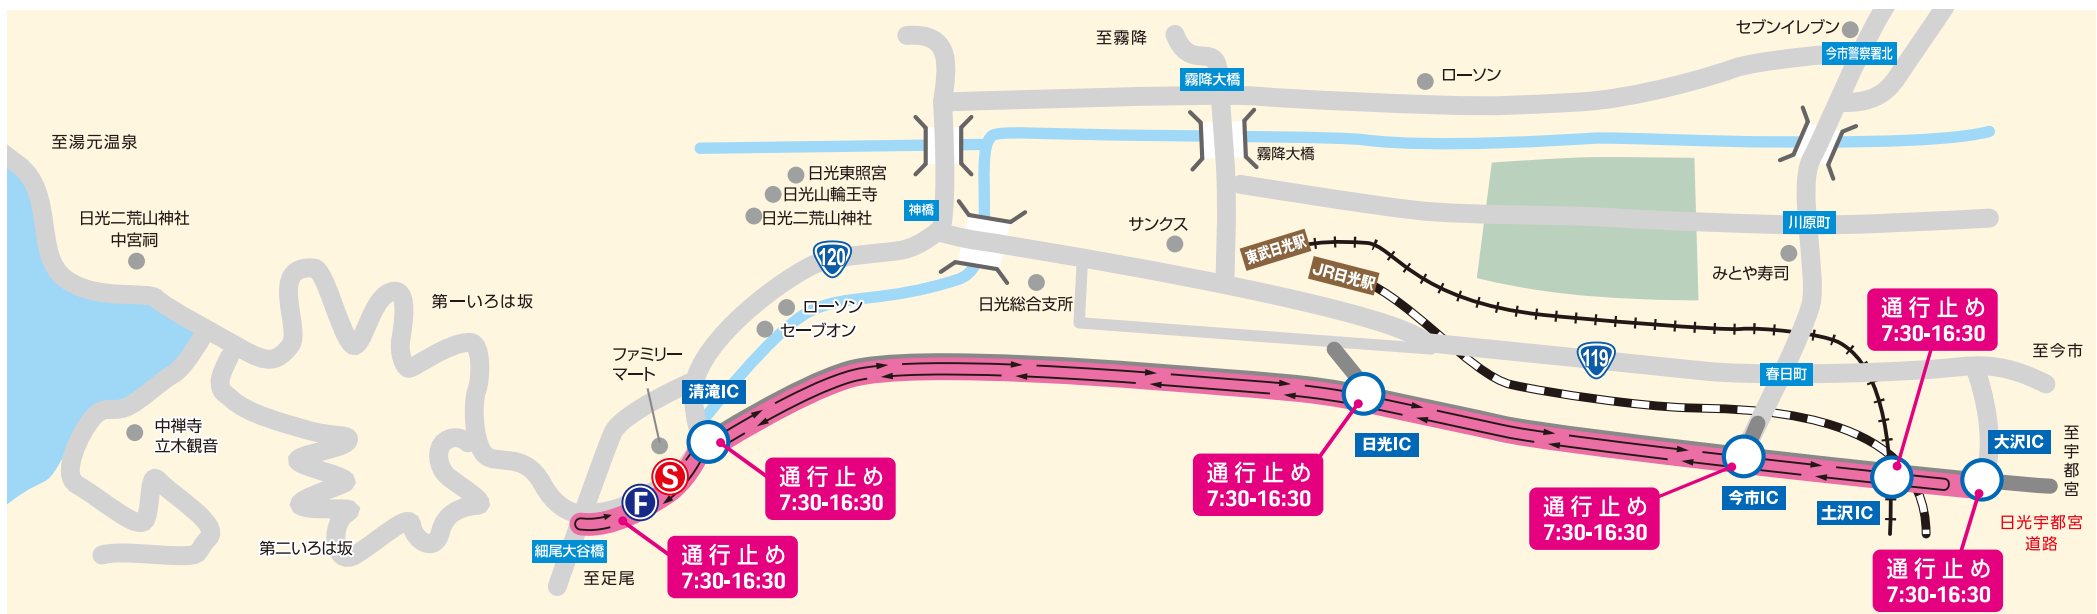 至霧降
セブンイレブン
今市警察署北
霧降大橋
ローソン
至湯元温泉
霧降大橋
日光東照宮
日光山輪王寺
日光二荒山神社
神橋
日光二荒山神社
中宮祠
サンクス
川原町
120
東武日光駅
JR日光駅
みとや寿司
第一いろは坂
ローソン
セーブオン
日光総合支所
通行止め
7:30-16:30
119
至今市
ファミリー
マート
清滝IC
春日町
中禅寺
立木観音
日光IC
大沢IC
至宇都宮
S
F
通行止め
7:30-16:30
通行止め
7:30-16:30
今市IC
土沢IC
通行止め
7:30-16:30
日光宇都宮
道路
第二いろは坂
細尾大谷橋
至足尾
通行止め
7:30-16:30
通行止め
7:30-16:30